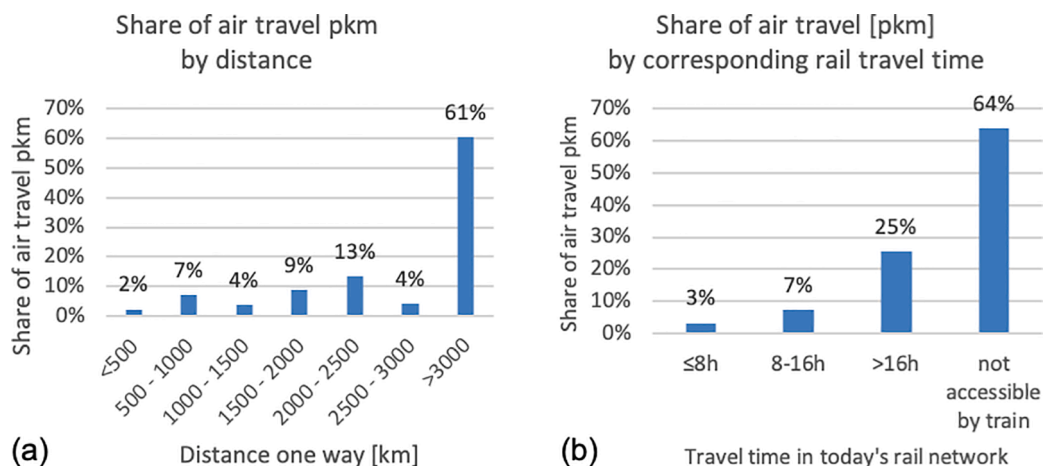 Share of air travel pkm
by distance
Share of air travel pkm
70%
60%
50%
40%
30%
20%
10%
0%
2%
7%
4%
9%
13%
4%
61%
<500
500 - 1000
1000 - 1500
1500 - 2000
2000 - 2500
2500 - 3000
>3000
(a)
Distance one way [km]
Share of air travel [pkm]
by corresponding rail travel time
Share of air travel pkm
70%
60%
50%
40%
30%
20%
10%
0%
3%
7%
25%
64%
≤8h
8-16h
>16h
not
accessible
by train
(b)
Travel time in today's rail network